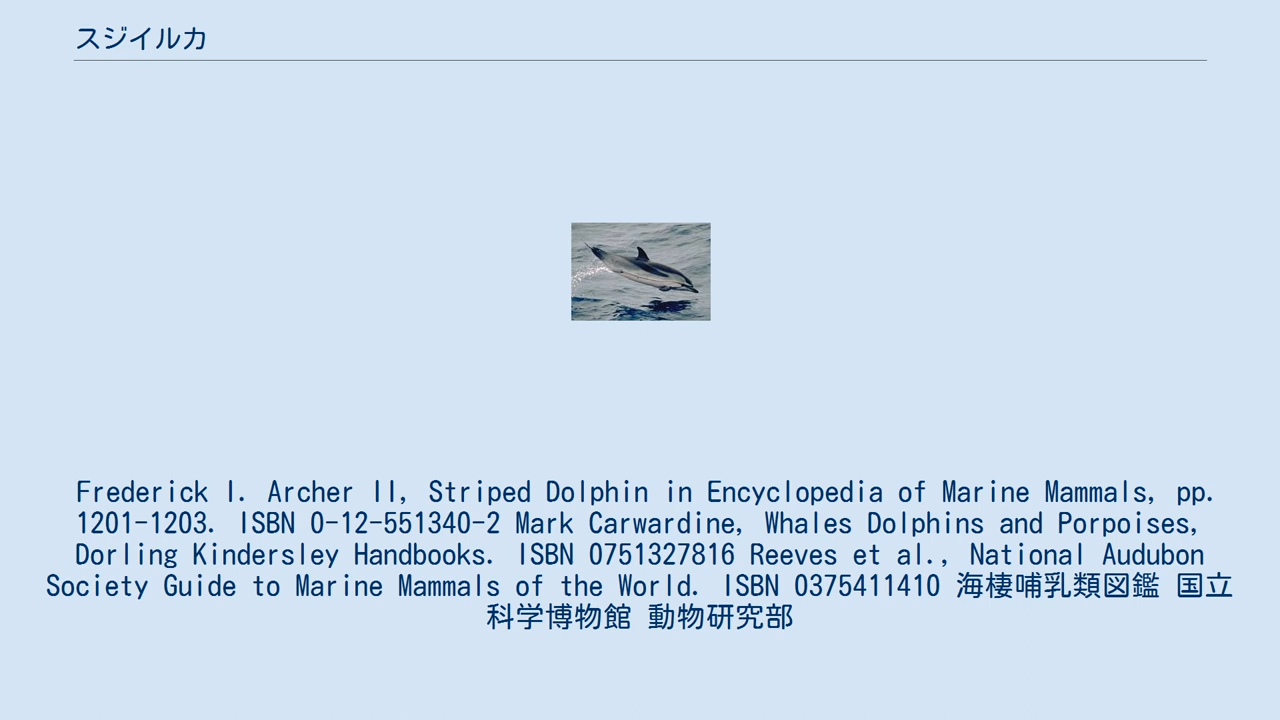 スジイルカ
Frederick I. Archer II, Striped Dolphin in Encyclopedia of Marine Mammals, pp.
1201-1203. ISBN 0-12-551340-2 Mark Carwardine, Whales Dolphins and Porpoises,
Dorling Kindersley Handbooks. ISBN 0751327816 Reeves et al., National Audubon
Society Guide to Marine Mammals of the World. ISBN 0375411410 海棲哺乳類図鑑 国立
科学博物館 動物研究部